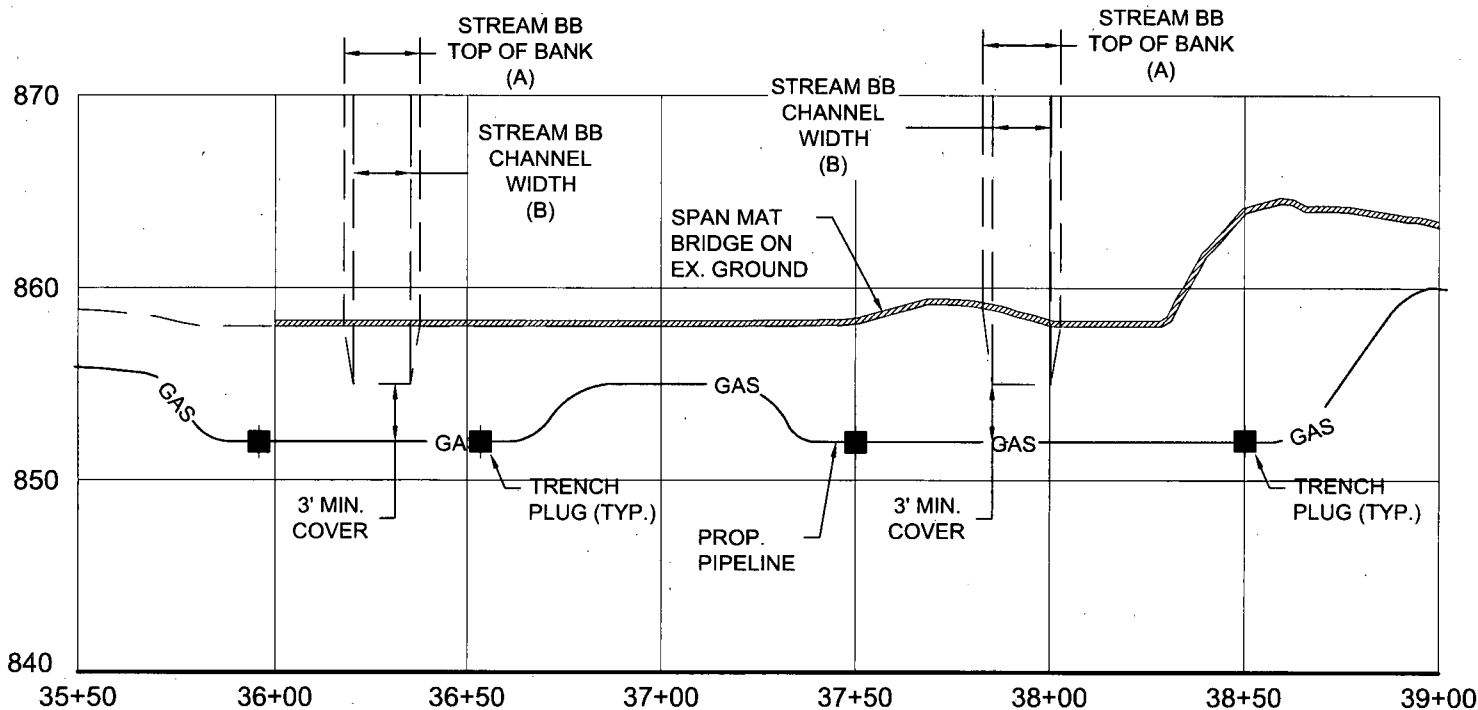 STREAM BB
TOP OF BANK
(A)
STREAM BB
TOP OF BANK
(A)
870
STREAM BB
CHANNEL
WIDTH
(B)
STREAM BB
CHANNEL
WIDTH
(B)
SPAN MAT
BRIDGE ON
EX. GROUND
860
GAS
GAS
GA
GAS
GAS
850
3' MIN.
COVER
TRENCH
PLUG (TYP.)
PROP.
PIPELINE
3' MIN.
COVER
TRENCH
PLUG (TYP.)
840
35+50
36+00
36+50
37+00
37+50
38+00
38+50
39+00